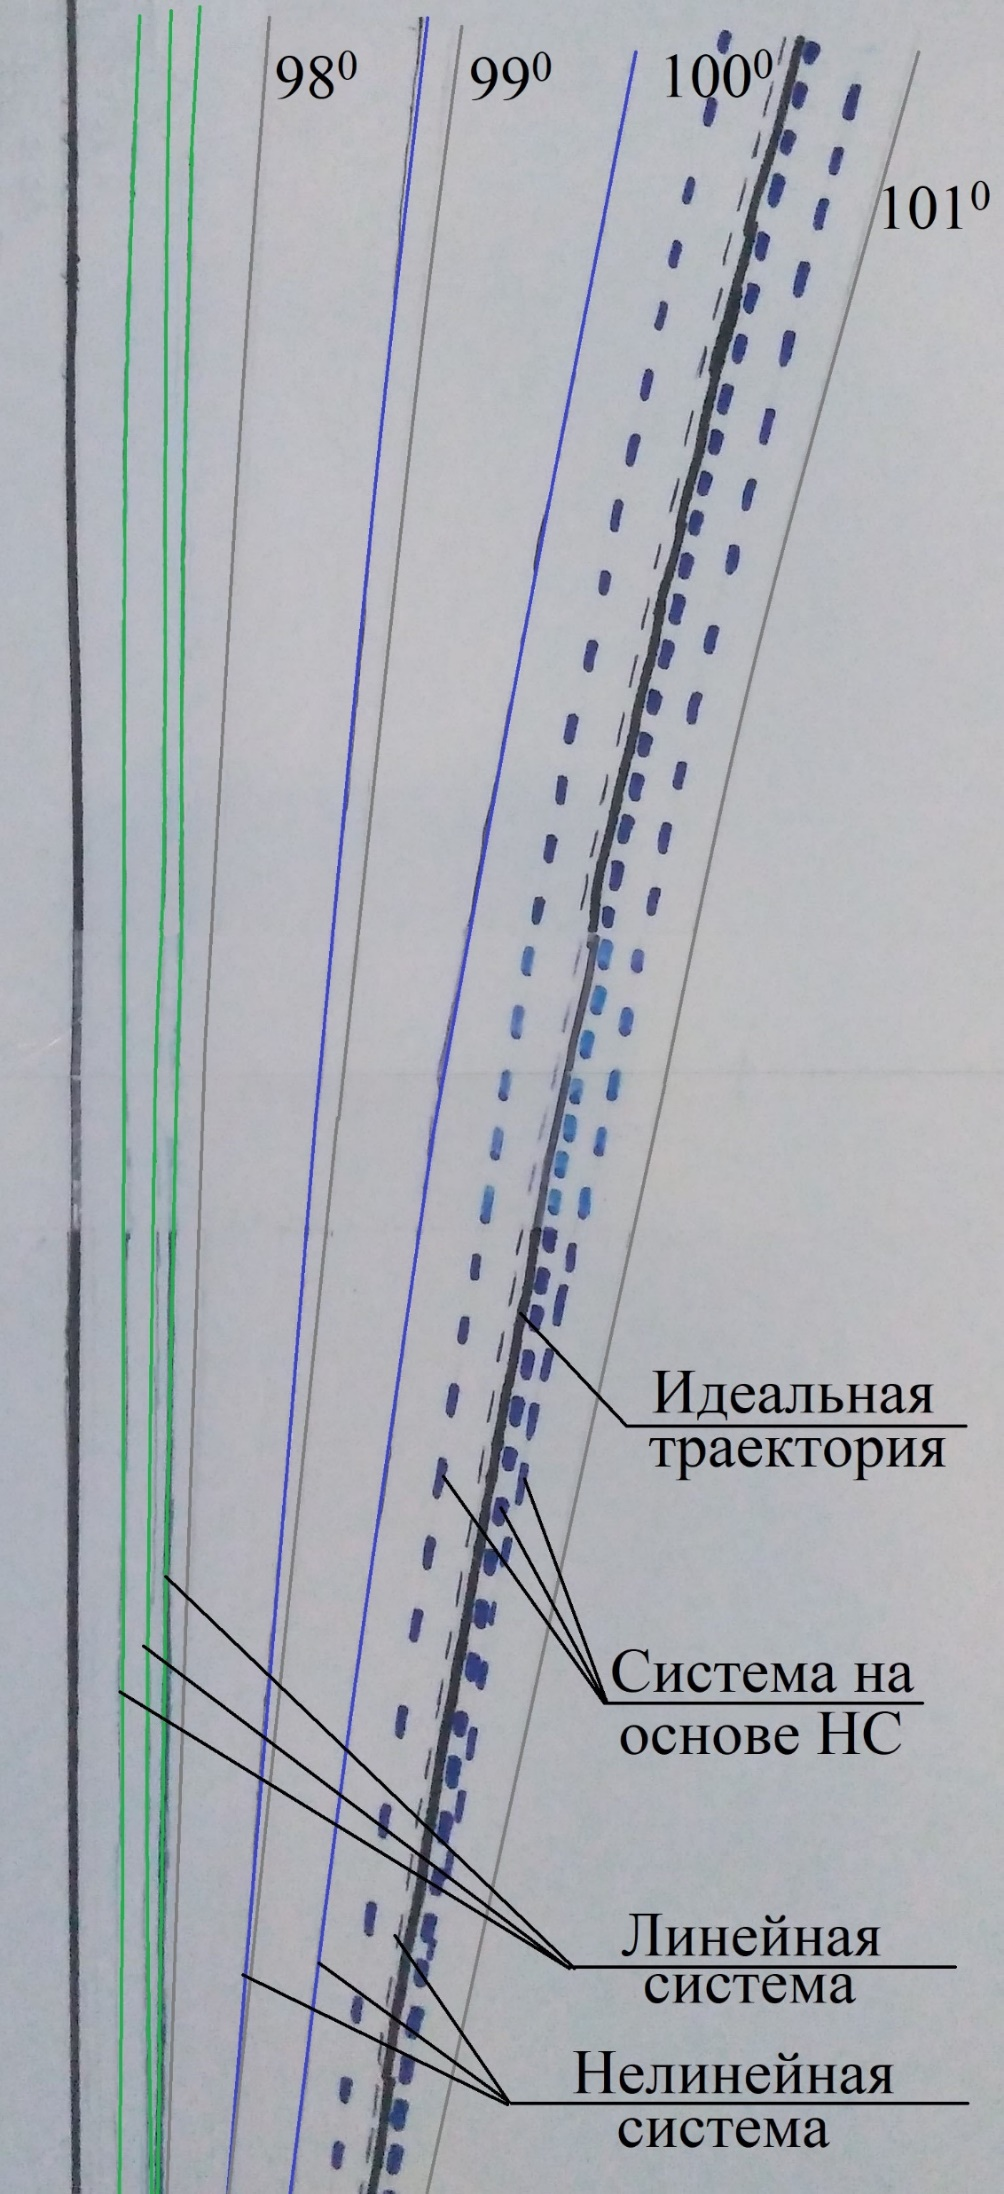 98⁰
99⁰
100⁰
101⁰
Идеальная
траектория
Система на
основе НС
Линейная
система
Нелинейная
система